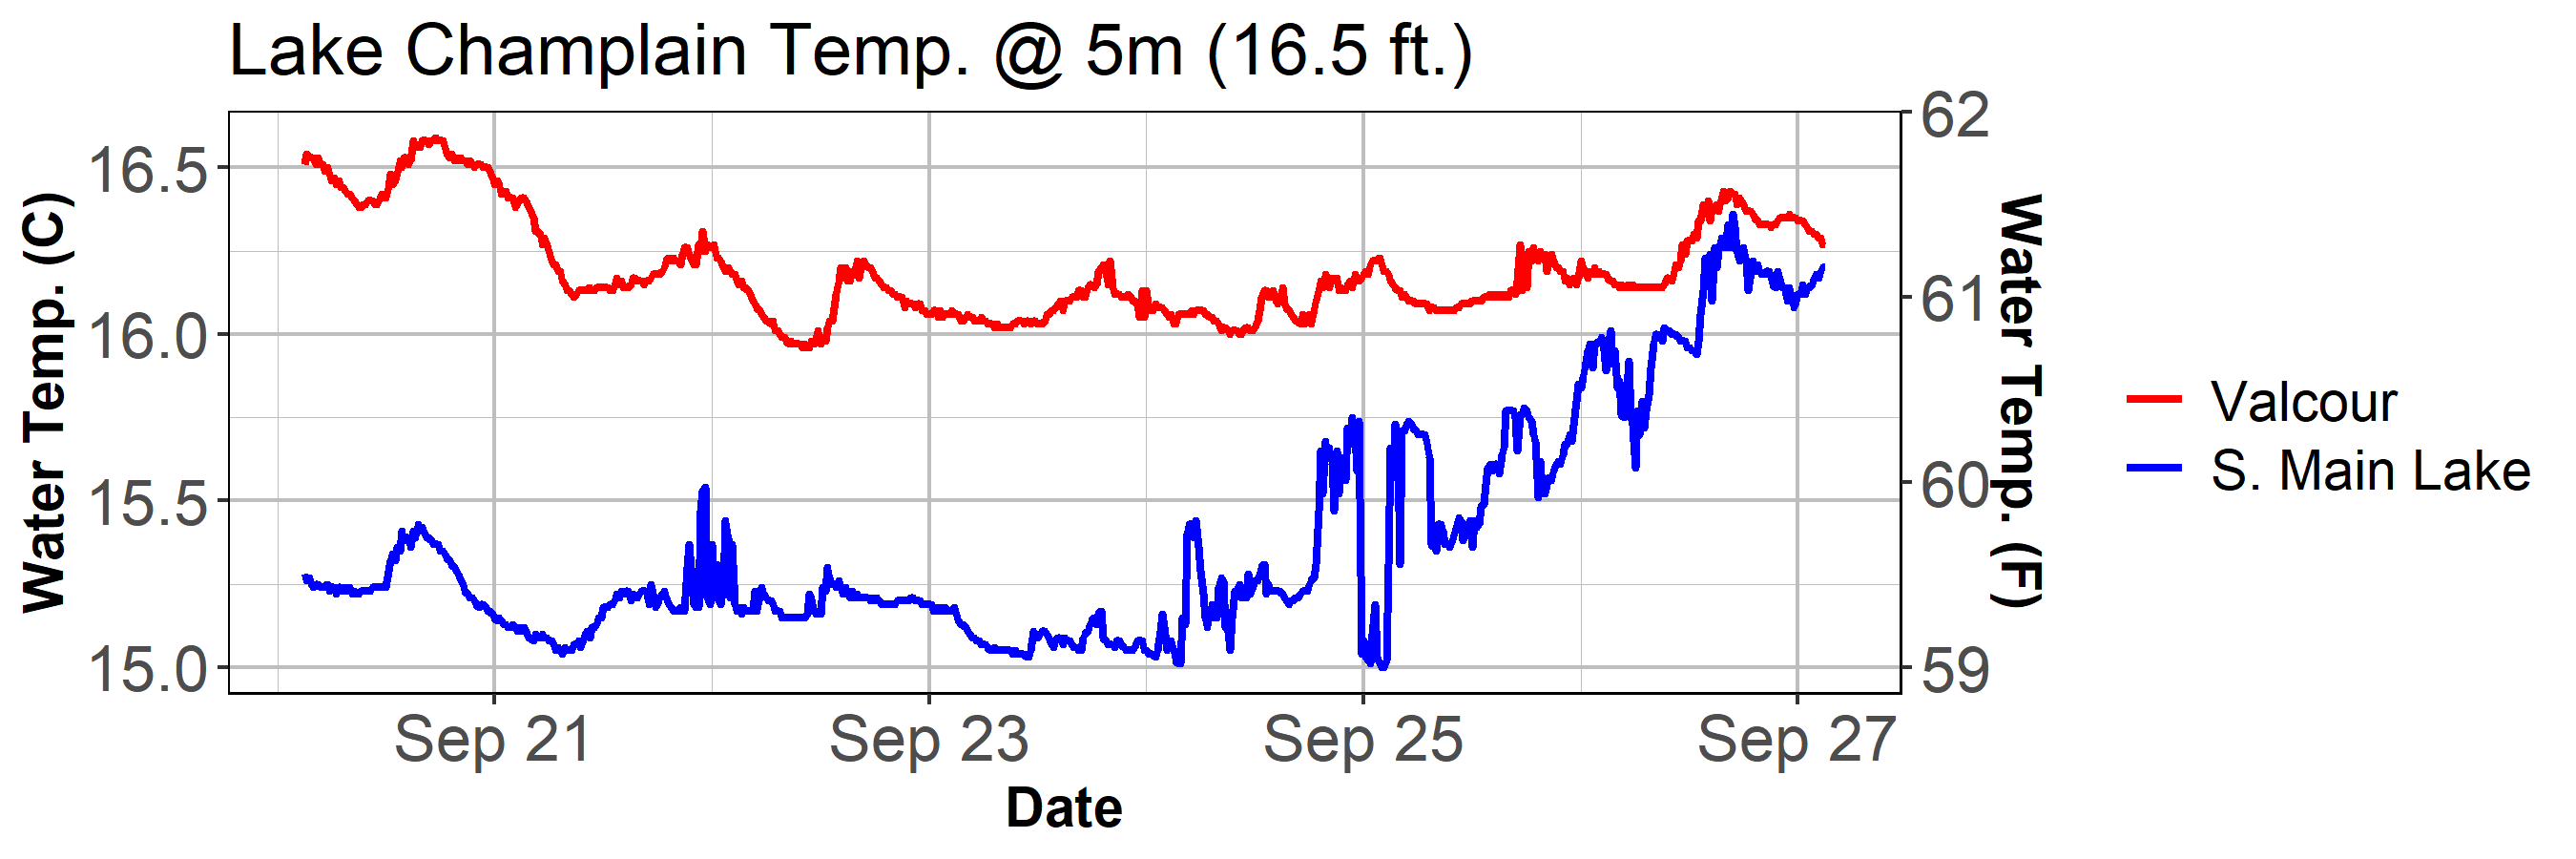 Lake Champlain Temp. @ 5m (16.5 ft.)
Water Temp. (C)
16.5
16.0
15.5
15.0
62
61
60
59
Water Temp. (F)
Sep 21 Sep 23 Sep 25 Sep 27
Date
Valcour
S. Main Lake